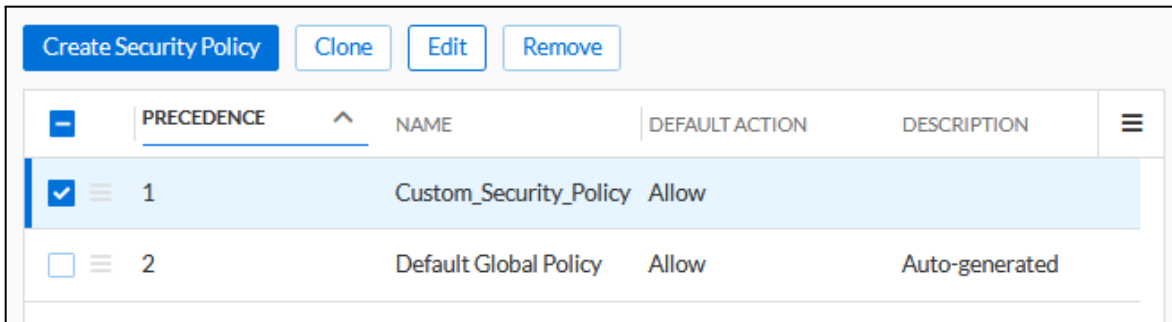 Create Security Policy Clone Edit Remove
PRECEDENCE NAME DEFAULT ACTION DESCRIPTION
1 Custom_Security_Policy Allow
2 Default Global Policy Allow Auto-generated